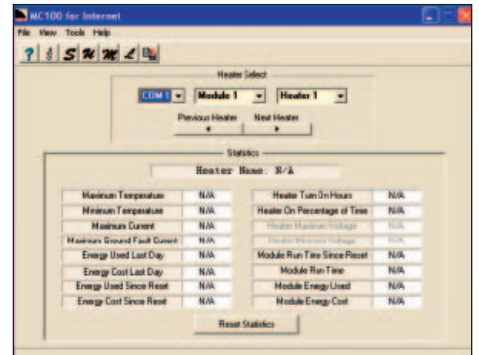 MC100 for Internet
File View Tools Help
? S U M L
Heater Select
COM 1 Module 1 Heater 1
Previous Heater Next Heater
Statistics
Heater Name: N/A
Maximum Temperature N/A Heater Turn On Hours N/A
Minimum Temperature N/A Heater On Percentage of Time N/A
Maximum Current N/A Heater Maximum Voltage
Maximum Ground Fault Current N/A Heater Minimum Voltage
Energy Used Last Day N/A Module Run Time Since Reset N/A
Energy Cost Last Day N/A Module Run Time N/A
Energy Used Since Reset N/A Module Energy Used N/A
Energy Cost Since Reset N/A Module Energy Cost N/A
Reset Statistics